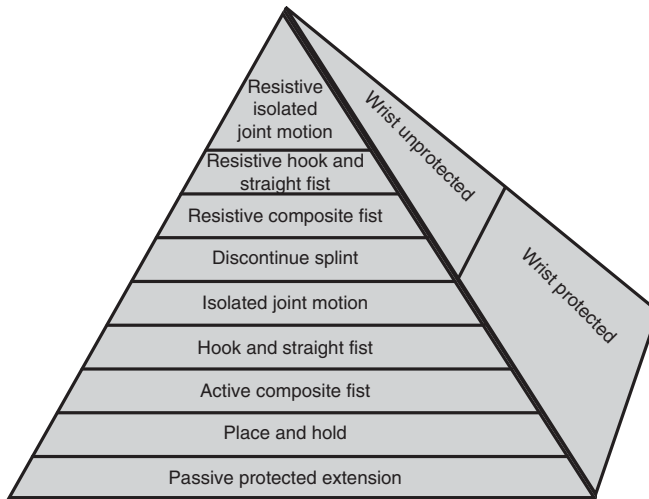 Resistive
isolated
joint motion
Resistive hook and
straight fist
Resistive composite fist
Discontinue splint
Isolated joint motion
Hook and straight fist
Active composite fist
Place and hold
Passive protected extension
Wrist unprotected
Wrist protected